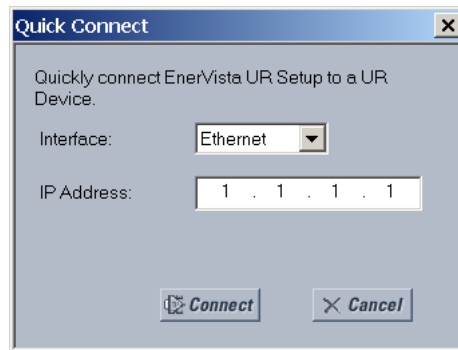 Quick Connect
Quickly connect EnerVista UR Setup to a UR
Device.
Interface: Ethernet
IP Address: 1 . 1 . 1 . 1
Connect Cancel